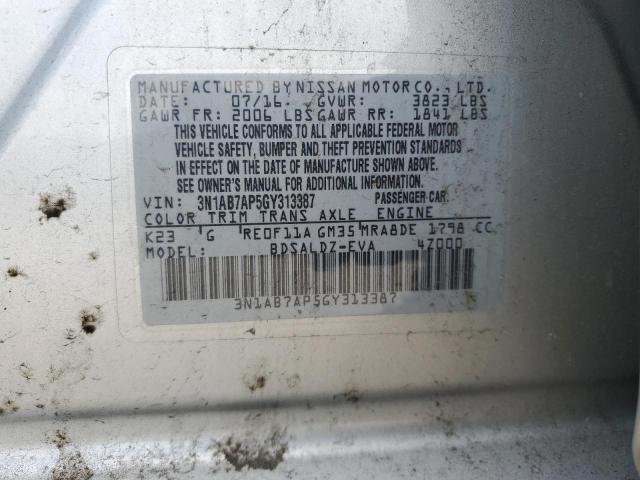 MANUFACTURED BY NISSAN MOTOR CO., LTD.
DATE: 07/16. GVWR: 3823 LBS
GAWR FR: 2006 LBS GAWR RR: 1841 LBS
THIS VEHICLE CONFORMS TO ALL APPLICABLE FEDERAL MOTOR
VEHICLE SAFETY, BUMPER AND THEFT PREVENTION STANDARDS
IN EFFECT ON THE DATE OF MANUFACTURE SHOWN ABOVE.
SEE OWNER'S MANUAL FOR ADDITIONAL INFORMATION.
VIN: 3N1AB7AP5GY313387 PASSENGER CAR.
COLOR TRIM TRANS AXLE ENGINE
K23 G RE0F11A GM35 MRA8DE 1798 CC
MODEL: BDSALDZ-EVA 47000
3N1AB7AP5GY313387